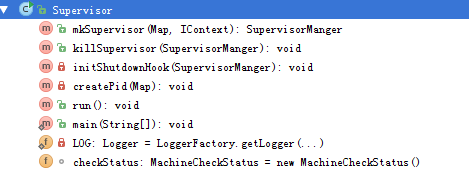 Supervisor
mkSupervisor(Map, IContext): SupervisorManger
killSupervisor(SupervisorManger): void
initShutdownHook(SupervisorManger): void
createPid(Map): void
run(): void
main(String[]): void
LOG: Logger = LoggerFactory.getLogger(...)
checkStatus: MachineCheckStatus = new MachineCheckStatus()